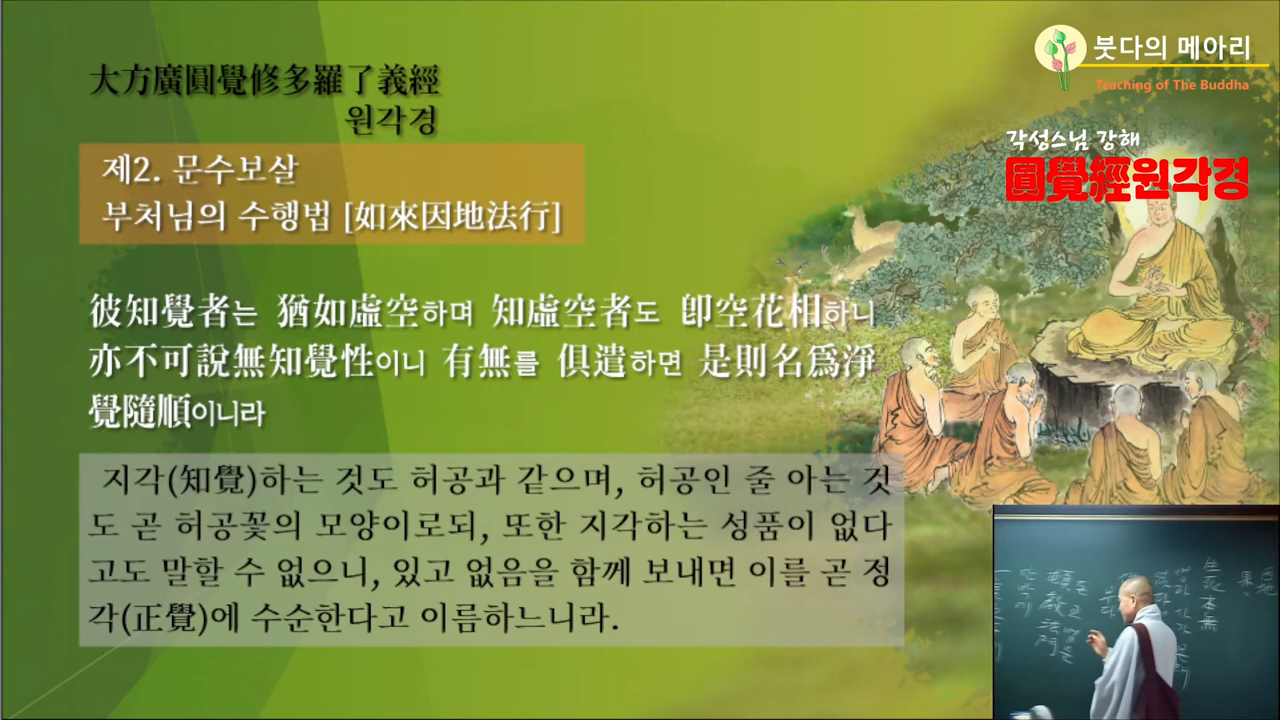 大方廣圓覺修多羅了義經
원각경
제2. 문수보살
부처님의 수행법 [如來因地法行]
彼知覺者는 猶如虛空하며 知虛空者도 卽空花相하니
亦不可說無知覺性이니 有無를 俱遣하면 是則名爲淨
覺隨順이니라
지각(知覺)하는 것도 허공과 같으며, 허공인 줄 아는 것
도 곧 허공꽃의 모양이로되, 또한 지각하는 성품이 없다
고도 말할 수 없으니, 있고 없음을 함께 보내면 이를 곧 정
각(正覺)에 수순한다고 이름하느니라.
붓다의 메아리
Teaching of The Buddha
각성스님 강해
圓覺經원각경
生死本無
頓敎法門